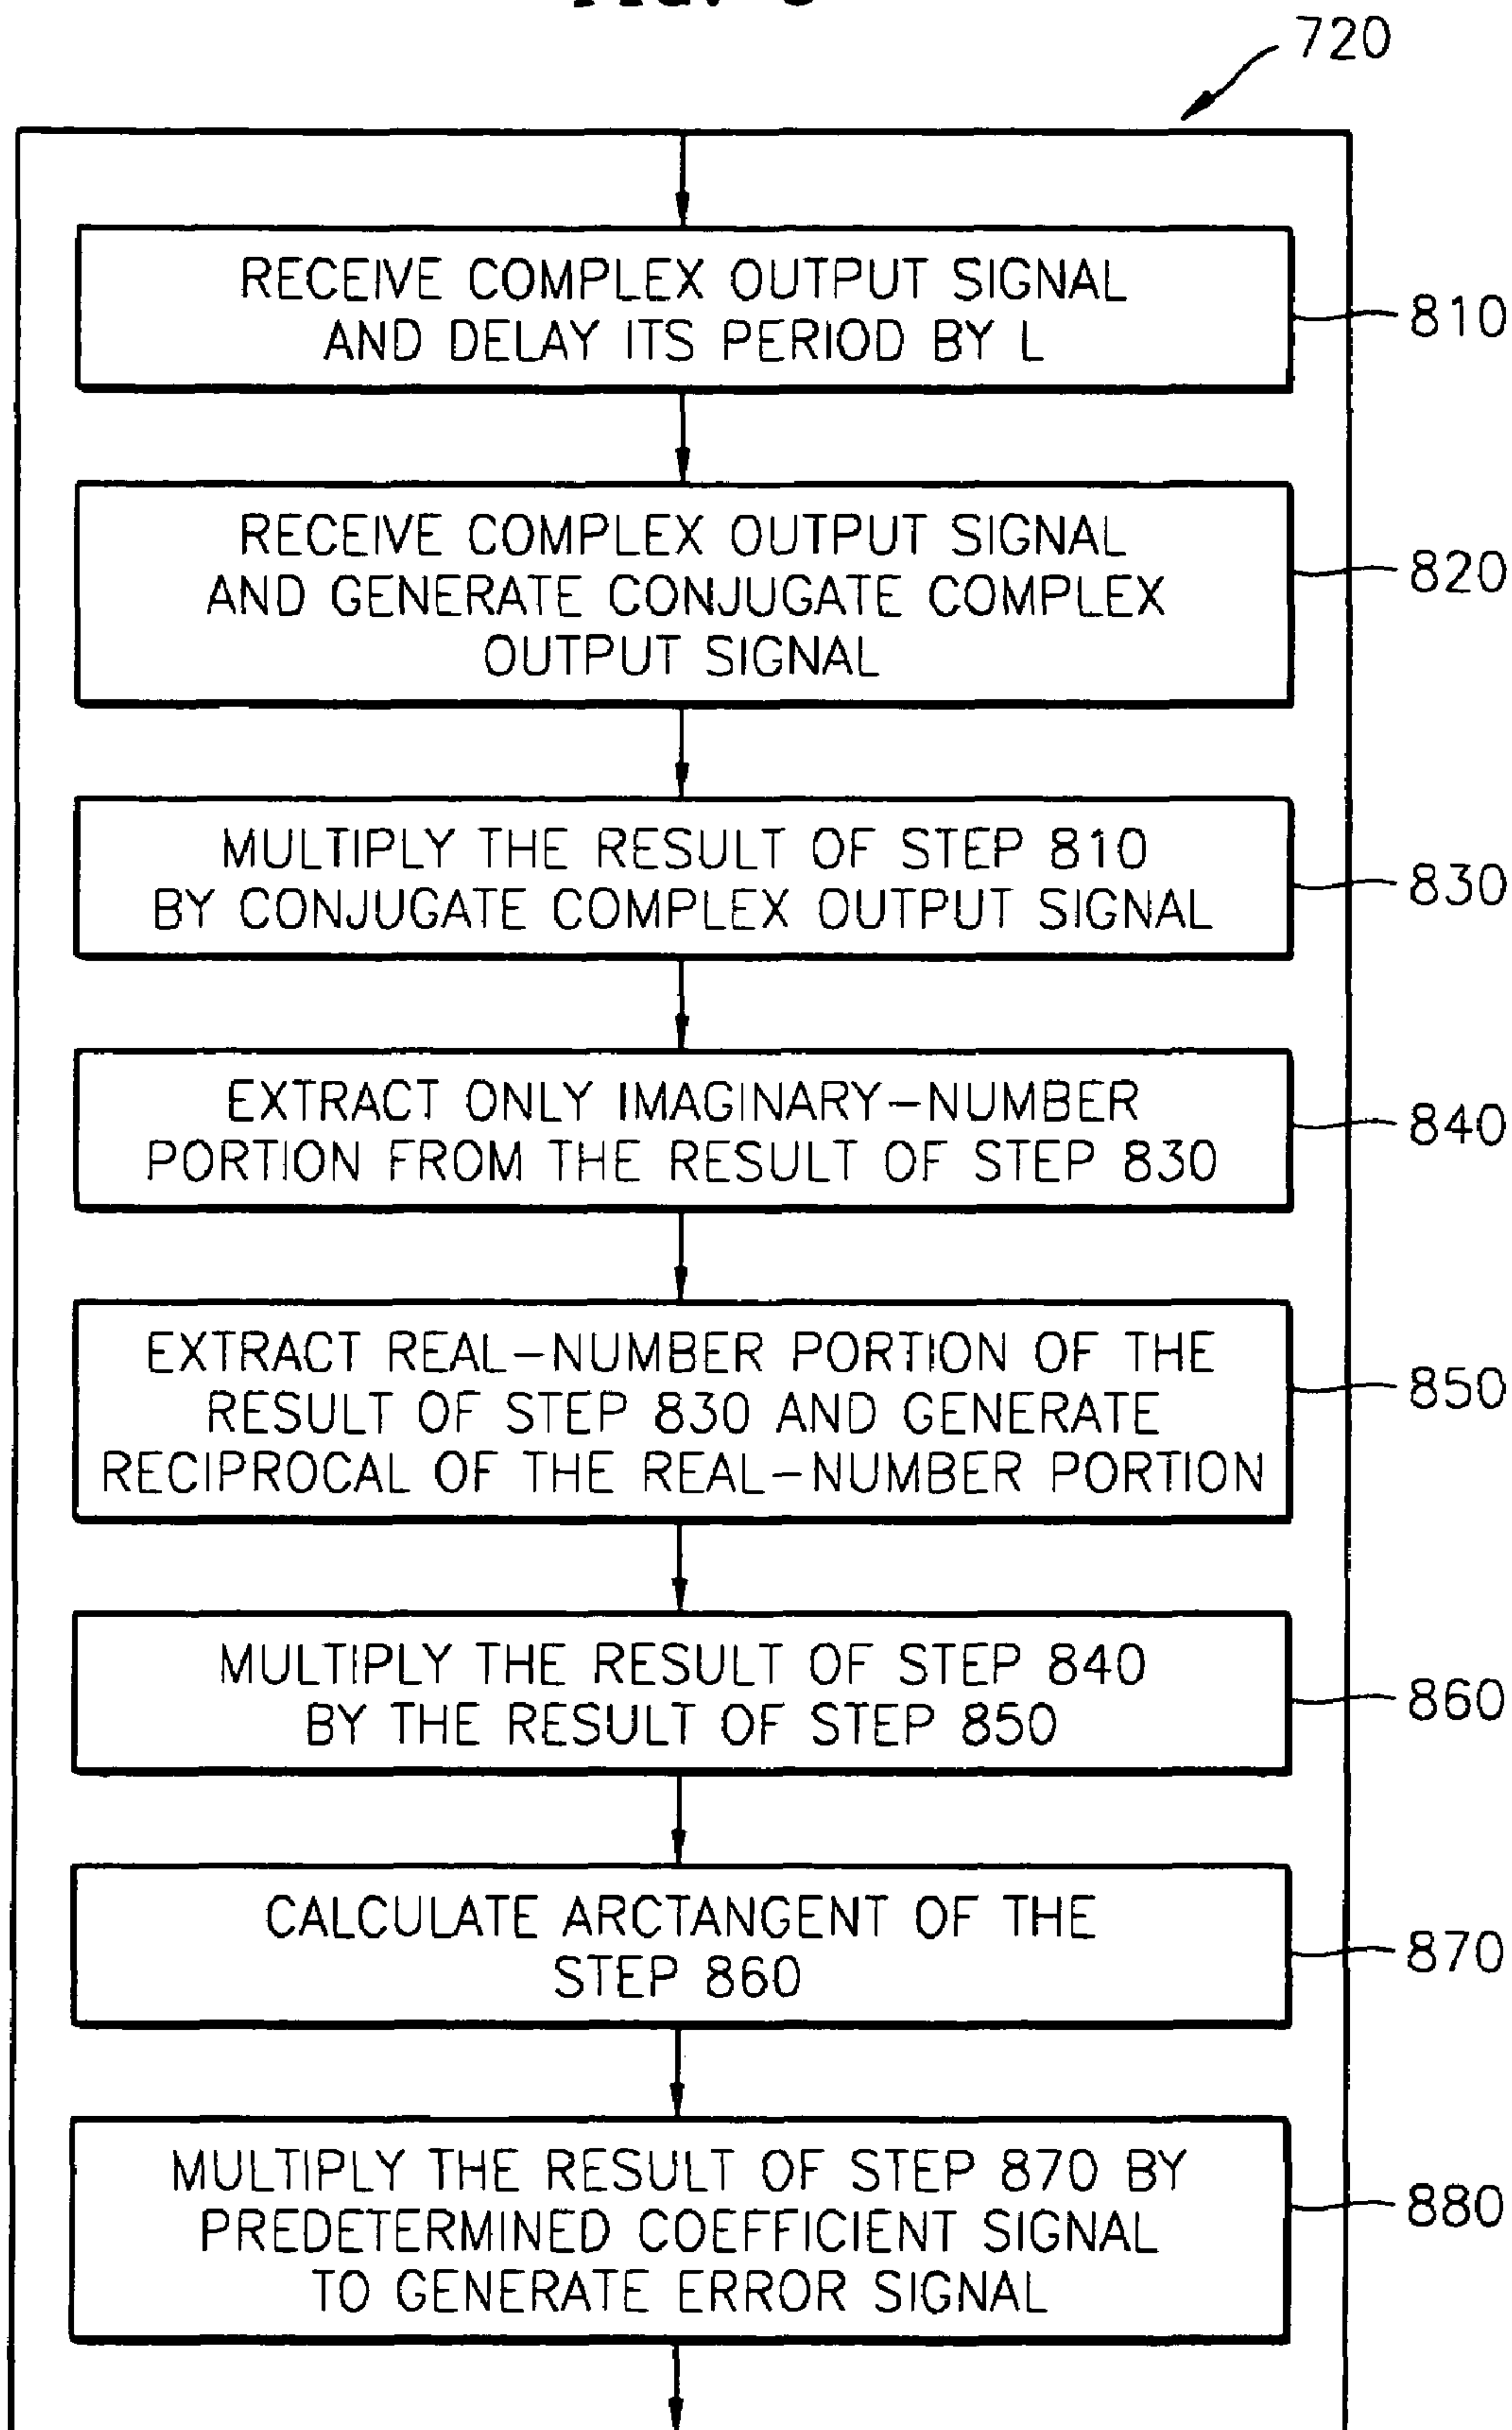 720
RECEIVE COMPLEX OUTPUT SIGNAL
AND DELAY ITS PERIOD BY L
810
RECEIVE COMPLEX OUTPUT SIGNAL
AND GENERATE CONJUGATE COMPLEX
OUTPUT SIGNAL
820
MULTIPLY THE RESULT OF STEP 810
BY CONJUGATE COMPLEX OUTPUT SIGNAL
830
EXTRACT ONLY IMAGINARY-NUMBER
PORTION FROM THE RESULT OF STEP 830
840
EXTRACT REAL-NUMBER PORTION OF THE
RESULT OF STEP 830 AND GENERATE
RECIPROCAL OF THE REAL-NUMBER PORTION
850
MULTIPLY THE RESULT OF STEP 840
BY THE RESULT OF STEP 850
860
CALCULATE ARCTANGENT OF THE
STEP 860
870
MULTIPLY THE RESULT OF STEP 870 BY
PREDETERMINED COEFFICIENT SIGNAL
TO GENERATE ERROR SIGNAL
880